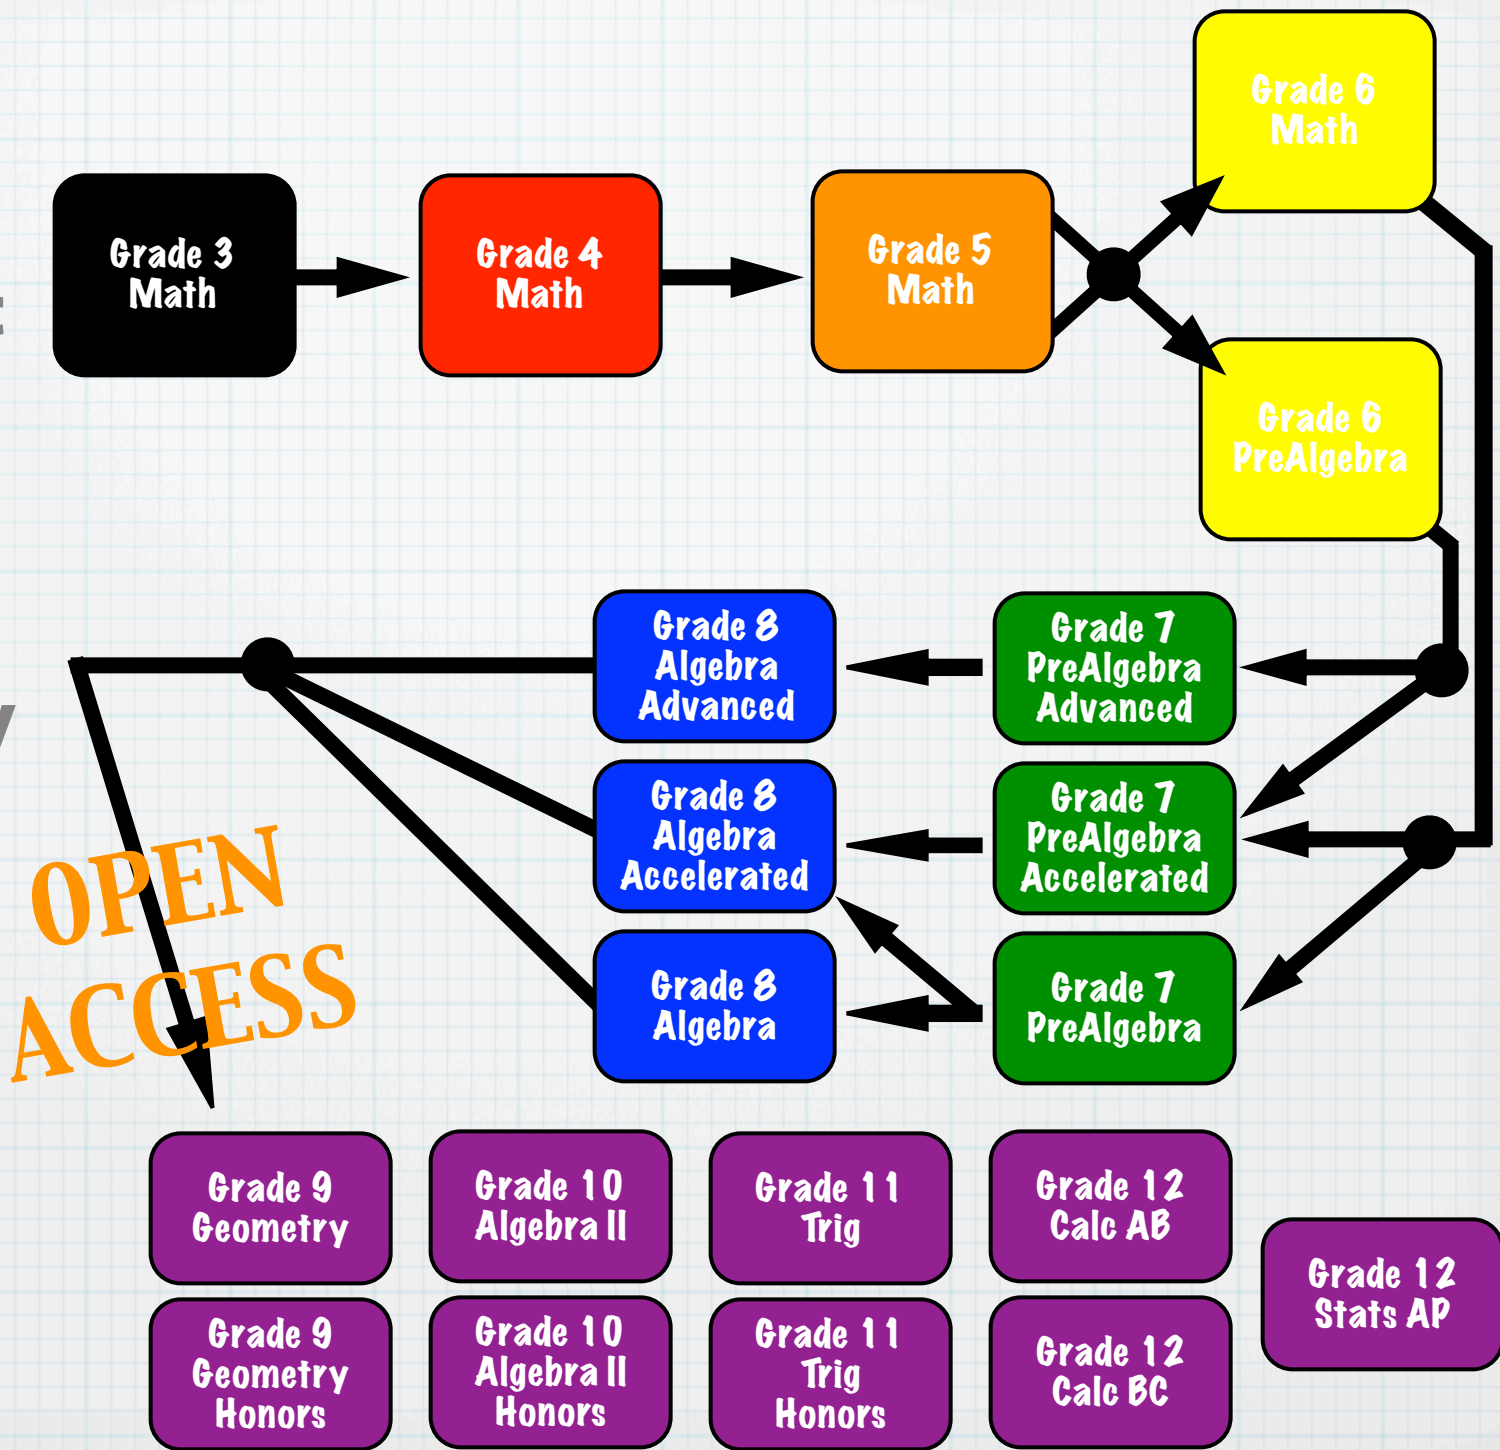 Grade 3
Math
Grade 4
Math
Grade 5
Math
Grade 6
Math
Grade 6
PreAlgebra
Grade 8
Algebra
Advanced
Grade 7
PreAlgebra
Advanced
Grade 8
Algebra
Accelerated
Grade 7
PreAlgebra
Accelerated
Grade 8
Algebra
Grade 7
PreAlgebra
OPEN
ACCESS
Grade 9
Geometry
Grade 10
Algebra II
Grade 11
Trig
Grade 12
Calc AB
Grade 12
Stats AP
Grade 9
Geometry
Honors
Grade 10
Algebra II
Honors
Grade 11
Trig
Honors
Grade 12
Calc BC